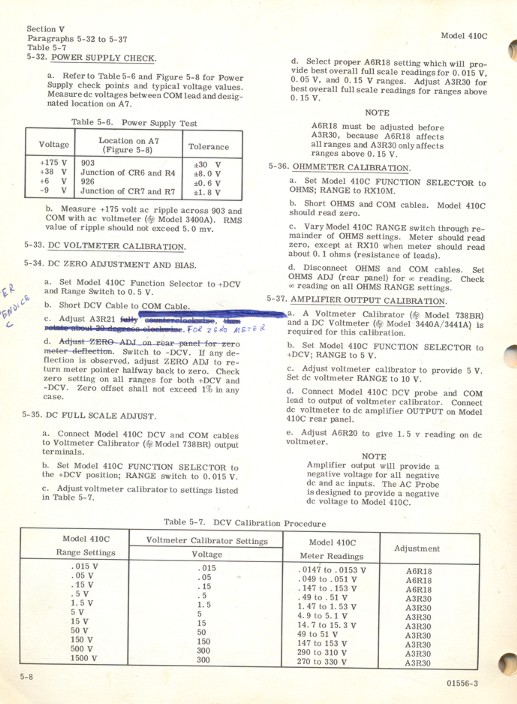 Section V
Paragraphs 5-32 to 5-37
Table 5-7
Model 410C
5-32. POWER SUPPLY CHECK.
a. Refer to Table 5-6 and Figure 5-8 for Power
Supply check points and typical voltage values.
Measure dc voltages between COM lead and desig-
nated location on A7.
Table 5-6. Power Supply Test
Voltage Location on A7 (Figure 5-8) Tolerance
+175 V 903 ±30 V
+38 V Junction of CR6 and R4 ±8.0 V
+6 V 926 ±0.6 V
-9 V Junction of CR7 and R7 ±1.8 V
b. Measure +175 volt ac ripple across 903 and
COM with ac voltmeter (hp Model 3400A). RMS
value of ripple should not exceed 5.0 mv.
5-33. DC VOLTMETER CALIBRATION.
5-34. DC ZERO ADJUSTMENT AND BIAS.
a. Set Model 410C Function Selector to +DCV
and Range Switch to 0.5 V.
b. Short DCV Cable to COM Cable.
c. Adjust A3R21 fully counterclockwise, then
rotate about 20 degrees clockwise. FOR ZERO METER
d. Adjust ZERO ADJ on rear panel for zero
meter deflection. Switch to -DCV. If any de-
flection is observed, adjust ZERO ADJ to re-
turn meter pointer halfway back to zero. Check
zero setting on all ranges for both +DCV and
-DCV. Zero offset shall not exceed 1% in any
case.
5-35. DC FULL SCALE ADJUST.
a. Connect Model 410C DCV and COM cables
to Voltmeter Calibrator (hp Model 738BR) output
terminals.
b. Set Model 410C FUNCTION SELECTOR to
the +DCV position; RANGE switch to 0.015 V.
c. Adjust voltmeter calibrator to settings listed
in Table 5-7.
d. Select proper A6R18 setting which will pro-
vide best overall full scale readings for 0.015 V,
0.05 V, and 0.15 V ranges. Adjust A3R30 for
best overall full scale readings for ranges above
0.15 V.
NOTE
A6R18 must be adjusted before
A3R30, because A6R18 affects
all ranges and A3R30 only affects
ranges above 0.15 V.
5-36. OHMMETER CALIBRATION.
a. Set Model 410C FUNCTION SELECTOR to
OHMS; RANGE to RX10M.
b. Short OHMS and COM cables. Model 410C
should read zero.
c. Vary Model 410C RANGE switch through re-
mainder of OHMS settings. Meter should read
zero, except at RX10 when meter should read
about 0.1 ohms (resistance of leads).
d. Disconnect OHMS and COM cables. Set
OHMS ADJ (rear panel) for ∞ reading. Check
∞ reading on all OHMS RANGE settings.
5-37. AMPLIFIER OUTPUT CALIBRATION.
a. A Voltmeter Calibrator (hp Model 738BR)
and a DC Voltmeter (hp Model 3440A/3441A) is
required for this calibration.
b. Set Model 410C FUNCTION SELECTOR to
+DCV; RANGE to 5 V.
c. Adjust voltmeter calibrator to provide 5 V.
Set dc voltmeter RANGE to 10 V.
d. Connect Model 410C DCV probe and COM
lead to output of voltmeter calibrator. Connect
dc voltmeter to dc amplifier OUTPUT on Model
410C rear panel.
e. Adjust A6R20 to give 1.5 v reading on dc
voltmeter.
NOTE
Amplifier output will provide a
negative voltage for all negative
dc and ac inputs. The AC Probe
is designed to provide a negative
dc voltage to Model 410C.
Table 5-7. DCV Calibration Procedure
Model 410C Range Settings Voltmeter Calibrator Settings Voltage Model 410C Meter Readings Adjustment
.015 V .015 .0147 to .0153 V A6R18
.05 V .05 .049 to .051 V A6R18
.15 V .15 .147 to .153 V A6R18
.5 V .5 .49 to .51 V A3R30
1.5 V 1.5 1.47 to 1.53 V A3R30
5 V 5 4.9 to 5.1 V A3R30
15 V 15 14.7 to 15.3 V A3R30
50 V 50 49 to 51 V A3R30
150 V 150 147 to 153 V A3R30
500 V 300 290 to 310 V A3R30
1500 V 300 270 to 330 V A3R30
5-8
01556-3